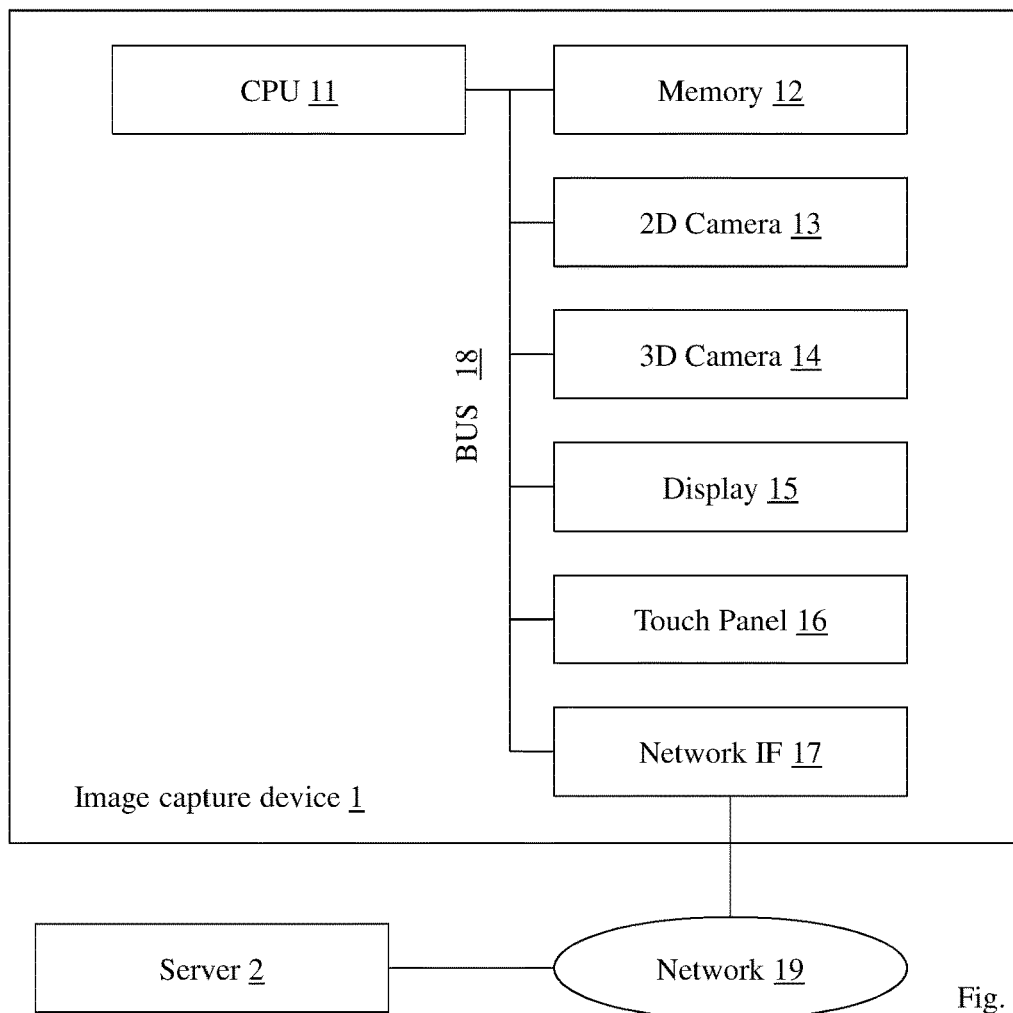 CPU 11
Memory 12
2D Camera 13
3D Camera 14
BUS 18
Display 15
Touch Panel 16
Network IF 17
Image capture device 1
Server 2
Network 19
Fig.